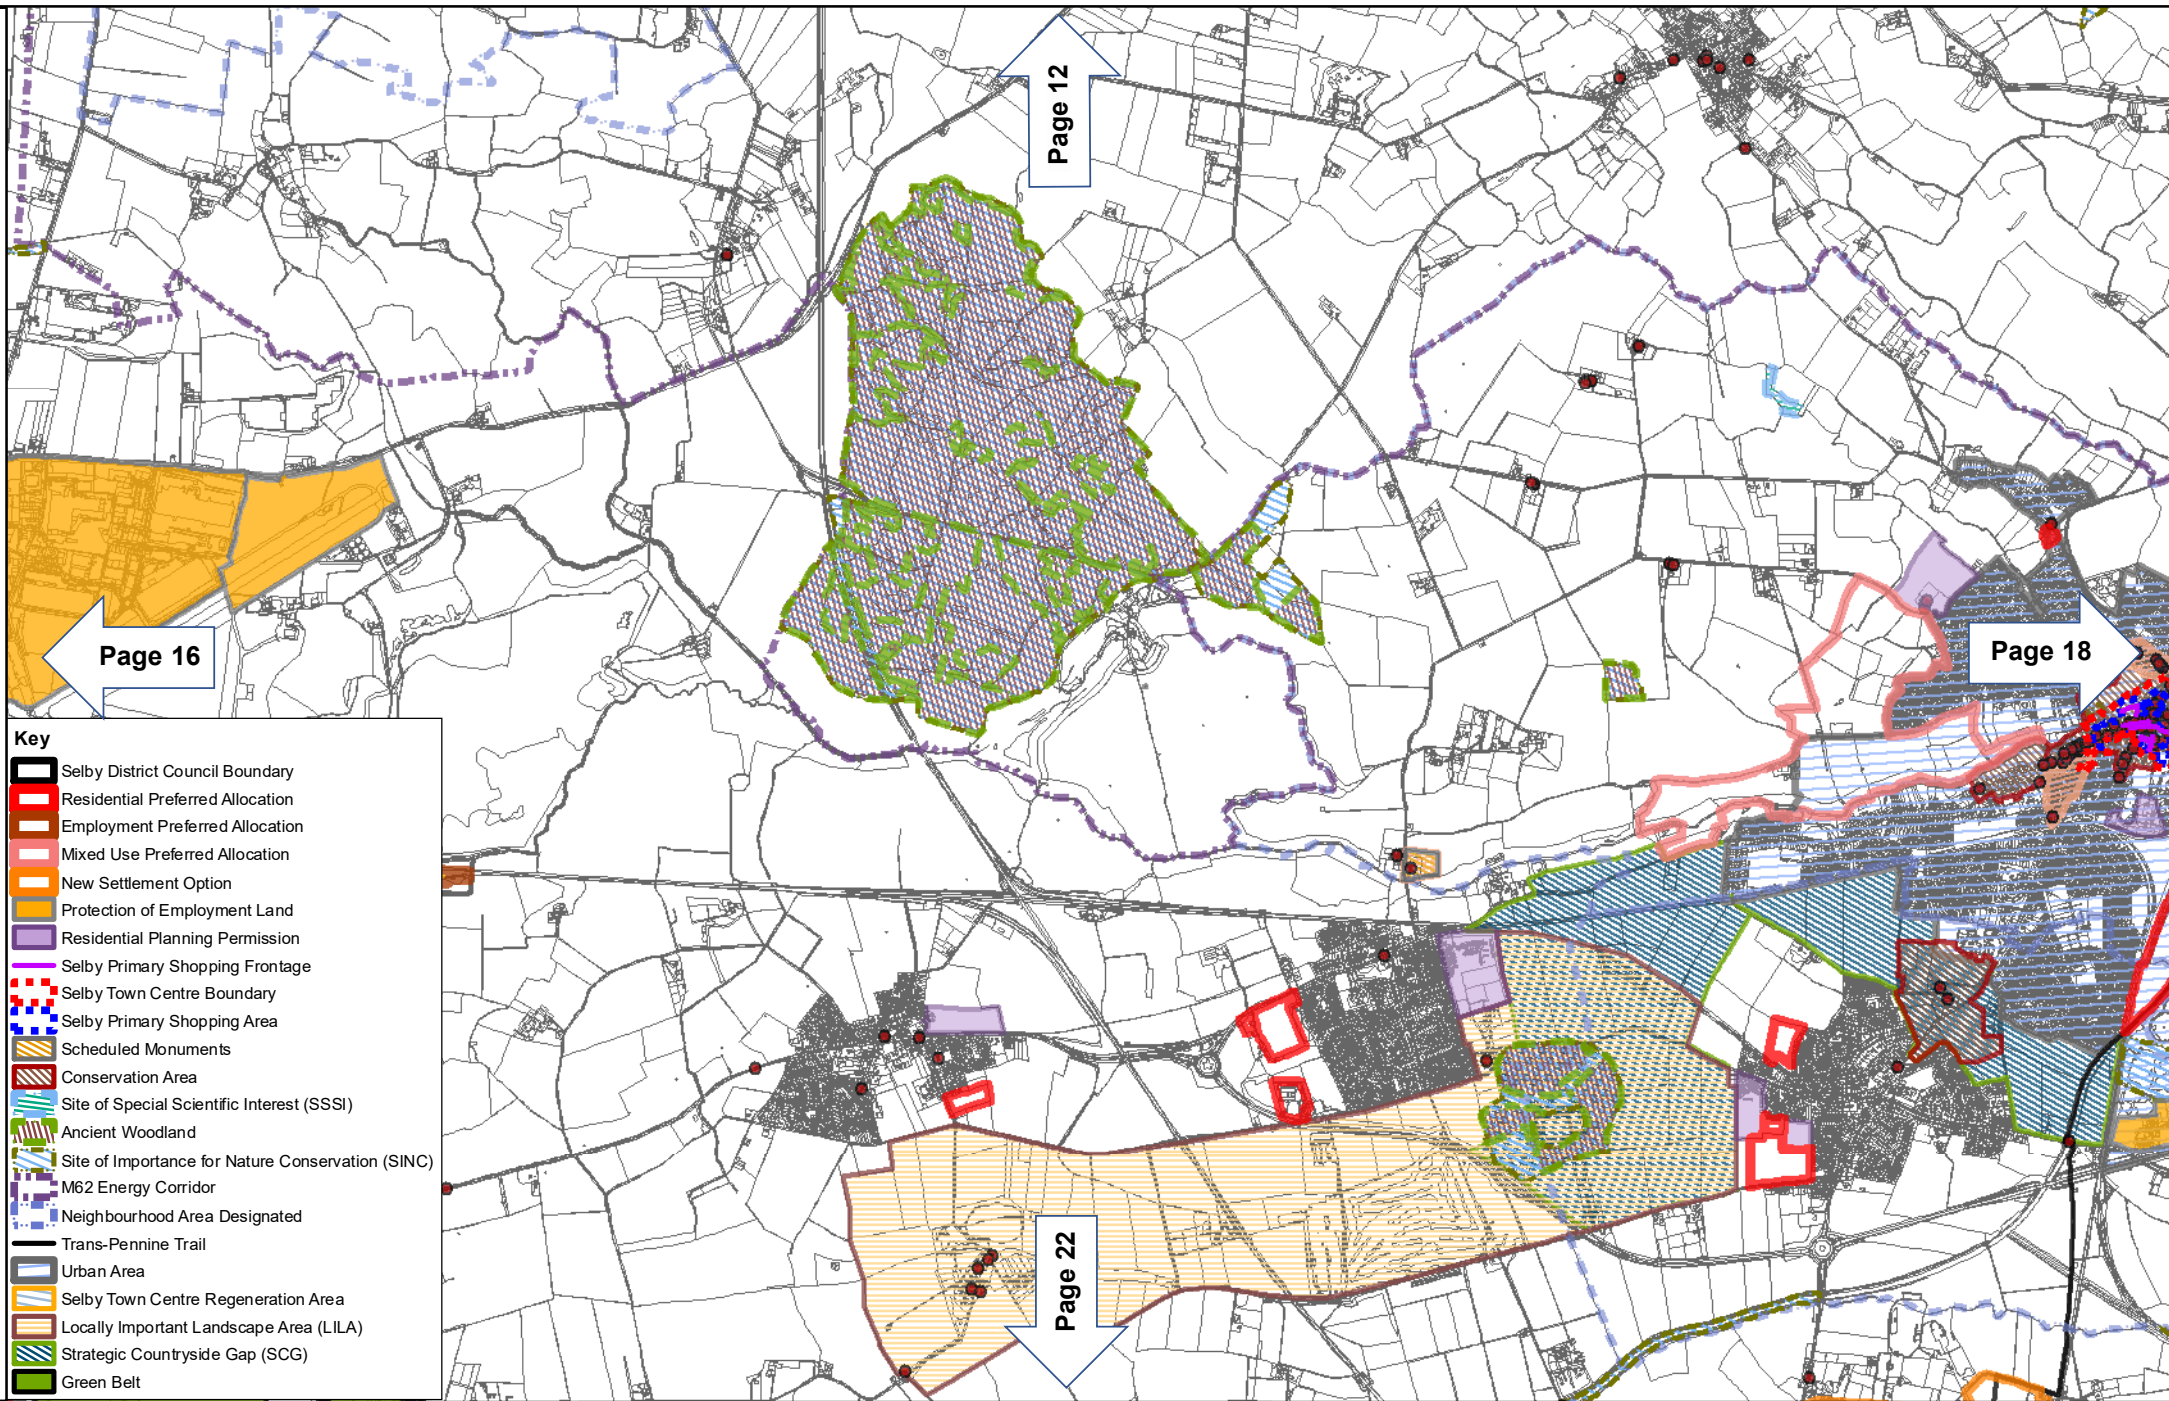 Page 12
Page 16
Page 18
Key
Selby District Council Boundary
Residential Preferred Allocation
Employment Preferred Allocation
Mixed Use Preferred Allocation
New Settlement Option
Protection of Employment Land
Residential Planning Permission
Selby Primary Shopping Frontage
Selby Town Centre Boundary
Selby Primary Shopping Area
Scheduled Monuments
Conservation Area
Site of Special Scientific Interest (SSSI)
Ancient Woodland
Site of Importance for Nature Conservation (SINC)
M62 Energy Corridor
Neighbourhood Area Designated
Trans-Pennine Trail
Urban Area
Selby Town Centre Regeneration Area
Locally Important Landscape Area (LILA)
Strategic Countryside Gap (SCG)
Green Belt
Page 22